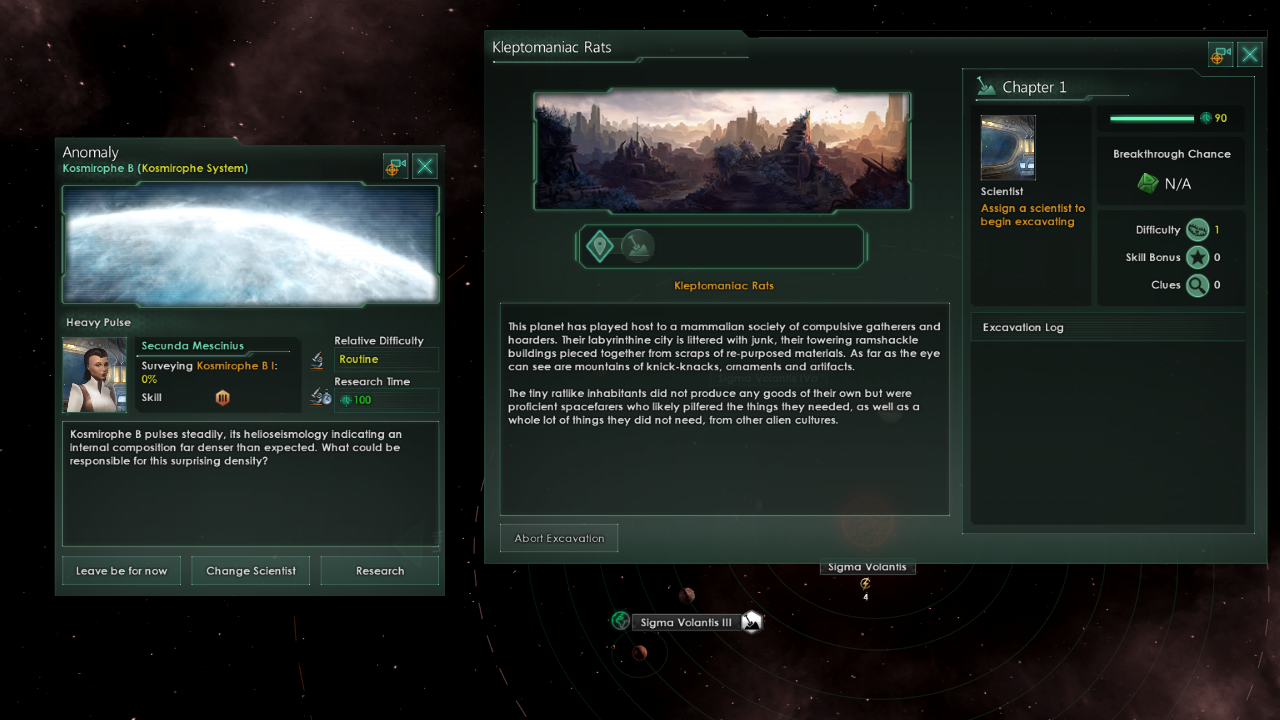 Anomaly
Kosmirophe B (Kosmirophe System)
Heavy Pulse
Secunda Mescinius
Surveying Kosmirophe B I:
0%
Skill
III
Relative Difficulty
Routine
Research Time
100
Kosmirophe B pulses steadily, its helioseismology indicating an
internal composition far denser than expected. What could be
responsible for this surprising density?
Leave be for now
Change Scientist
Research
Kleptomaniac Rats
Kleptomaniac Rats
This planet has played host to a mammalian society of compulsive gatherers and
hoarders. Their labyrinthine city is littered with junk, their towering ramshackle
buildings pieced together from scraps of re-purposed materials. As far as the eye
can see are mountains of knick-knacks, ornaments and artifacts.
The tiny ratlike inhabitants did not produce any goods of their own but were
proficient spacefarers who likely pilfered the things they needed, as well as a
whole lot of things they did not need, from other alien cultures.
Abort Excavation
Chapter 1
90
Scientist
Assign a scientist to
begin excavating
Breakthrough Chance
N/A
Difficulty 1
Skill Bonus 0
Clues 0
Excavation Log
Sigma Volantis
4
Sigma Volantis III